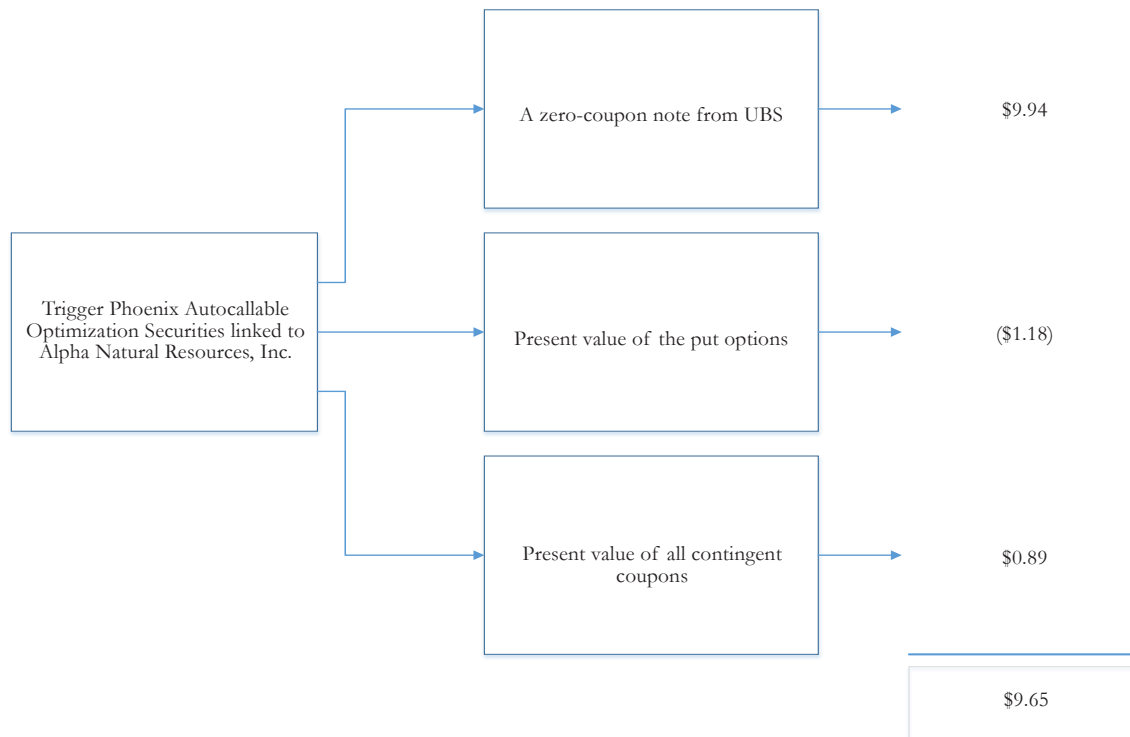 A zero-coupon note from UBS
$9.94
Trigger Phoenix Autocallable
Optimization Securities linked to
Alpha Natural Resources, Inc.
Present value of the put options
($1.18)
Present value of all contingent
coupons
$0.89
$9.65